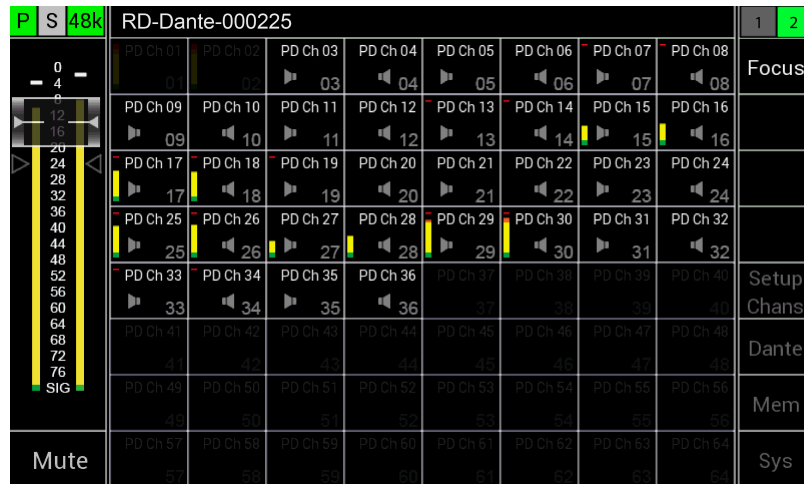 P S 48k RD-Dante-000225 1 2
PD Ch 01 PD Ch 02 PD Ch 03 PD Ch 04 PD Ch 05 PD Ch 06 PD Ch 07 PD Ch 08 Focus
01 02 03 04 05 06 07 08
PD Ch 09 PD Ch 10 PD Ch 11 PD Ch 12 PD Ch 13 PD Ch 14 PD Ch 15 PD Ch 16
09 10 11 12 13 14 15 16
PD Ch 17 PD Ch 18 PD Ch 19 PD Ch 20 PD Ch 21 PD Ch 22 PD Ch 23 PD Ch 24
17 18 19 20 21 22 23 24
PD Ch 25 PD Ch 26 PD Ch 27 PD Ch 28 PD Ch 29 PD Ch 30 PD Ch 31 PD Ch 32
25 26 27 28 29 30 31 32
PD Ch 33 PD Ch 34 PD Ch 35 PD Ch 36 PD Ch 37 PD Ch 38 PD Ch 39 PD Ch 40 Setup
33 34 35 36 37 38 39 40 Chans
PD Ch 41 PD Ch 42 PD Ch 43 PD Ch 44 PD Ch 45 PD Ch 46 PD Ch 47 PD Ch 48 Dante
41 42 43 44 45 46 47 48
PD Ch 49 PD Ch 50 PD Ch 51 PD Ch 52 PD Ch 53 PD Ch 54 PD Ch 55 PD Ch 56 Mem
49 50 51 52 53 54 55 56
PD Ch 57 PD Ch 58 PD Ch 59 PD Ch 60 PD Ch 61 PD Ch 62 PD Ch 63 PD Ch 64 Sys
57 58 59 60 61 62 63 64
0
4
8
12
16
20
24
28
32
36
40
44
48
52
56
60
64
68
72
76
SIG
Mute